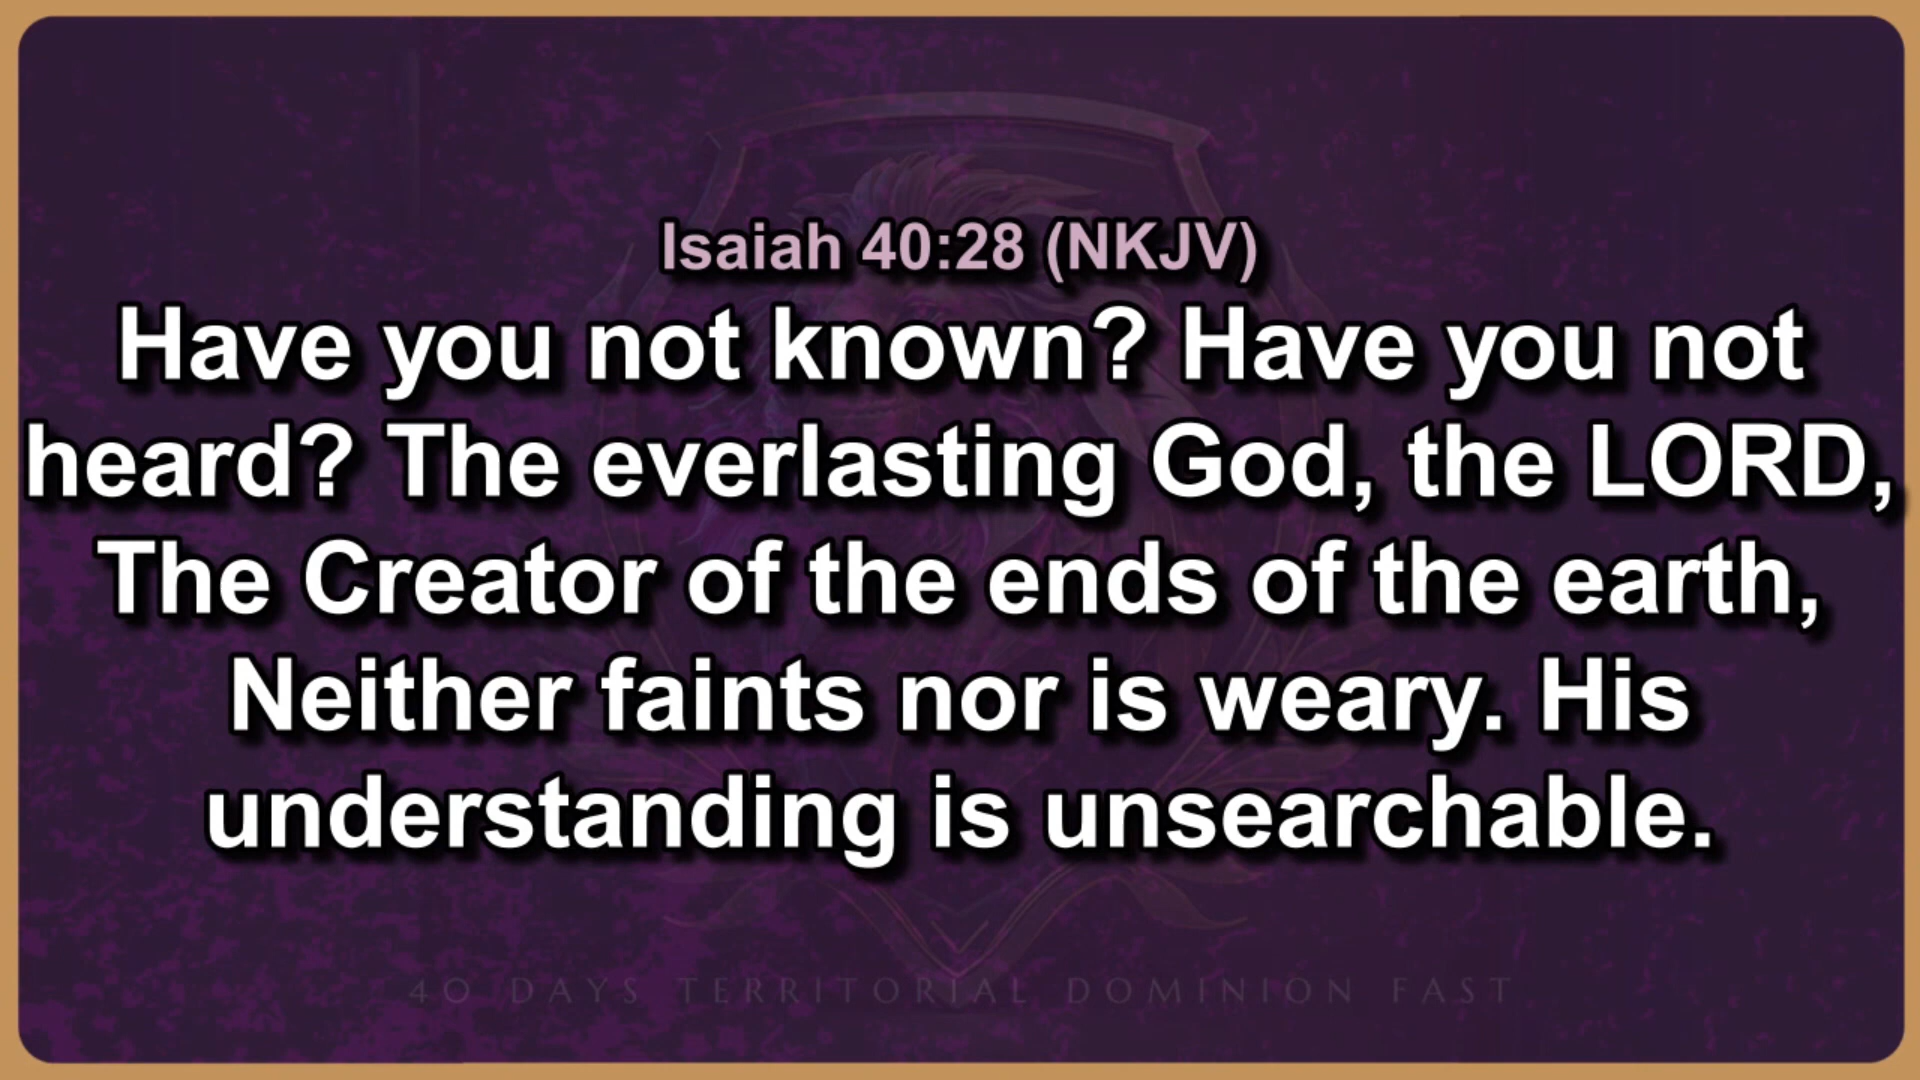 Isaiah 40:28 (NKJV)
Have you not known? Have you not
heard? The everlasting God, the LORD,
The Creator of the ends of the earth,
Neither faints nor is weary. His
understanding is unsearchable.
40 DAYS TERRITORIAL DOMINION FAST